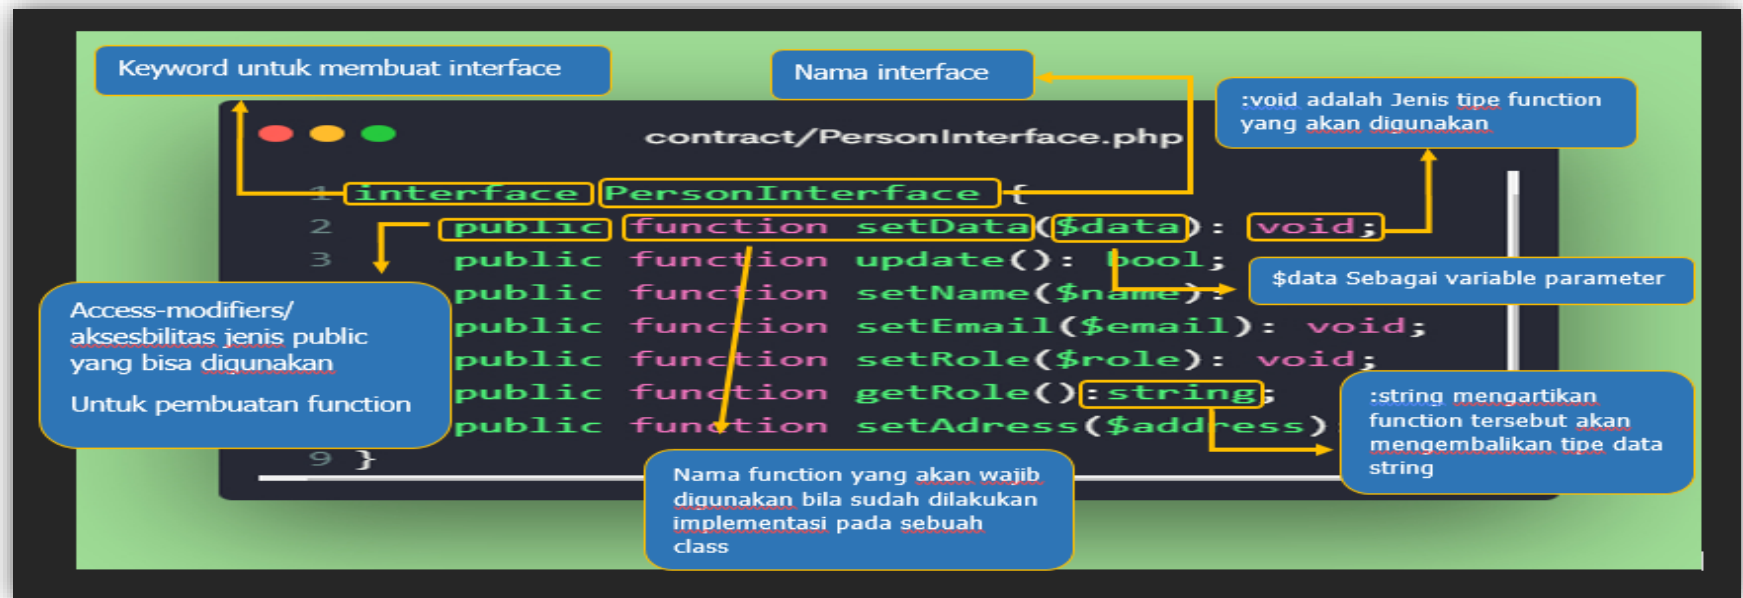 Keyword untuk membuat interface
Nama interface
:void adalah Jenis tipe function
yang akan digunakan
contract/PersonInterface.php
1 interface PersonInterface {
2 public function setData($data): void;
3 public function update(): bool;
public function setName($name):
public function setEmail($email): void;
public function setRole($role): void;
public function getRole():string;
public function setAdress($address):
9 }
$data Sebagai variable parameter
Access-modifiers/
aksesbilitas jenis public
yang bisa digunakan
Untuk pembuatan function
:string mengartikan
function tersebut akan
mengembalikan tipe data
string
Nama function yang akan wajib
digunakan bila sudah dilakukan
implementasi pada sebuah
class